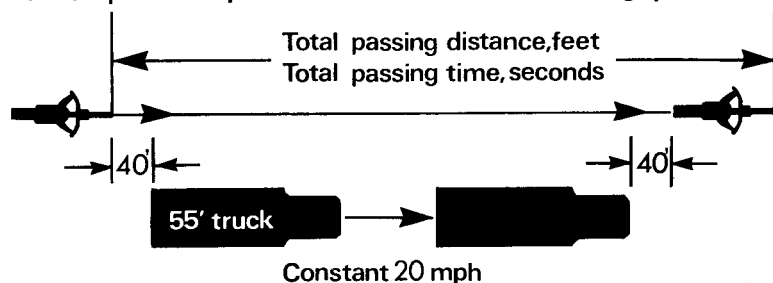 Total passing distance,feet
Total passing time,seconds
40'
40'
55' truck
Constant 20 mph